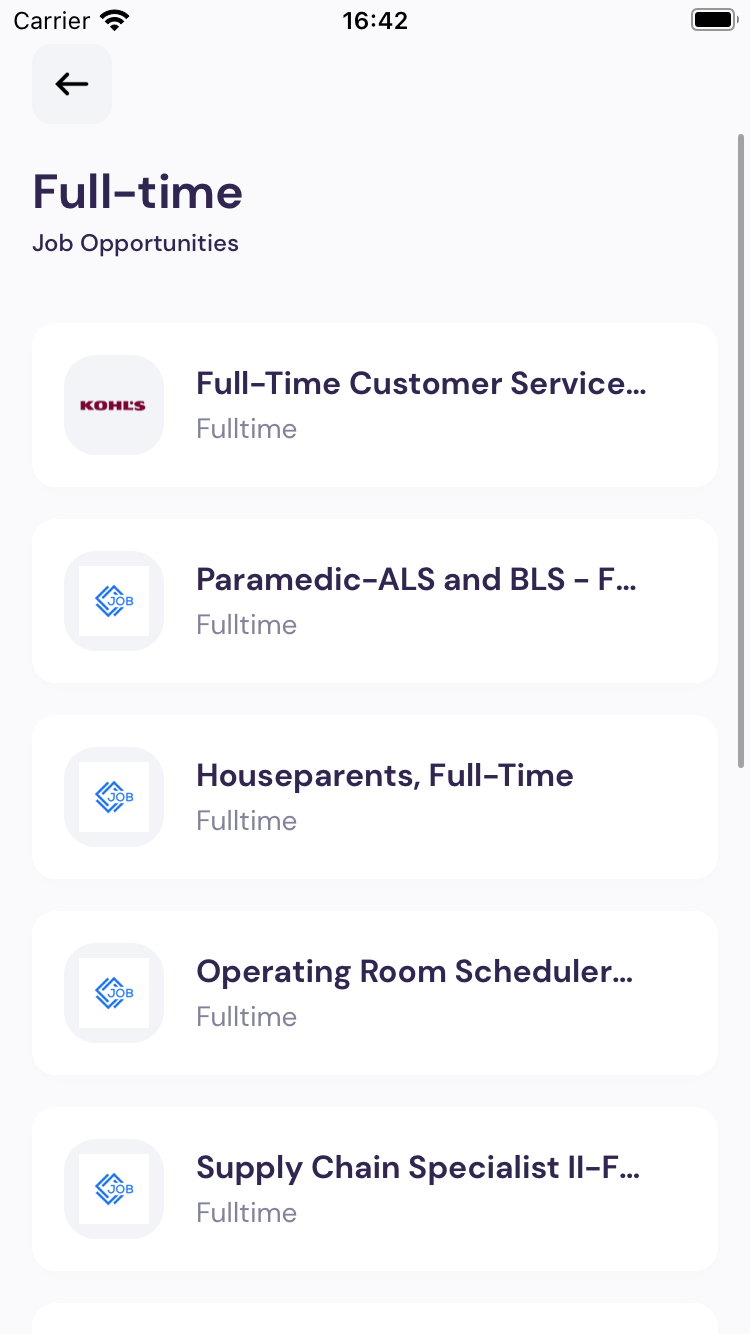 Carrier 16:42
Full-time
Job Opportunities
KOHL'S
Full-Time Customer Service...
Fulltime
JOB
Paramedic-ALS and BLS - F...
Fulltime
JOB
Houseparents, Full-Time
Fulltime
JOB
Operating Room Scheduler...
Fulltime
JOB
Supply Chain Specialist II-F...
Fulltime
JOB